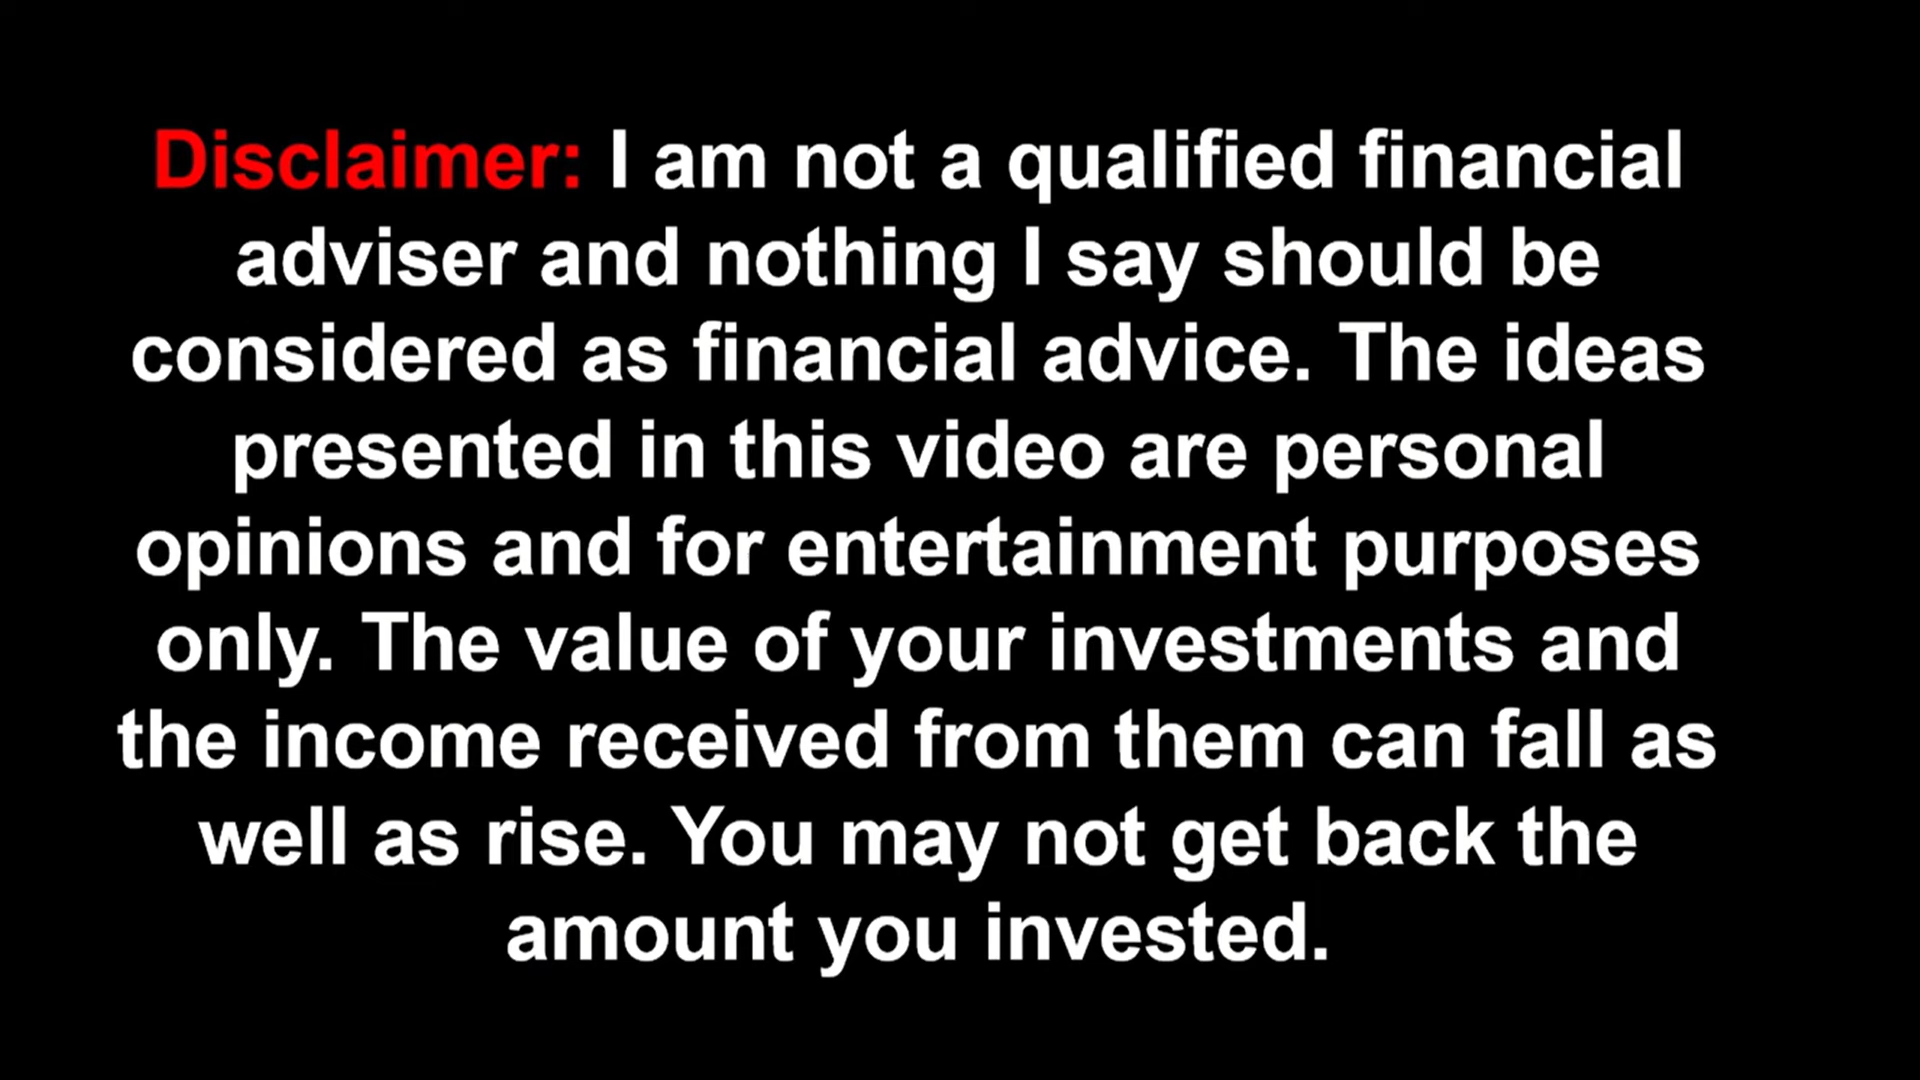 Disclaimer: I am not a qualified financial
adviser and nothing I say should be
considered as financial advice. The ideas
presented in this video are personal
opinions and for entertainment purposes
only. The value of your investments and
the income received from them can fall as
well as rise. You may not get back the
amount you invested.